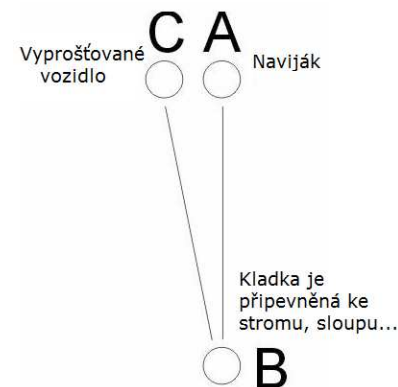 C A
Vyprošťované
vozidlo
Naviják
Kladka je
připevněná ke
stromu, sloupu...
B